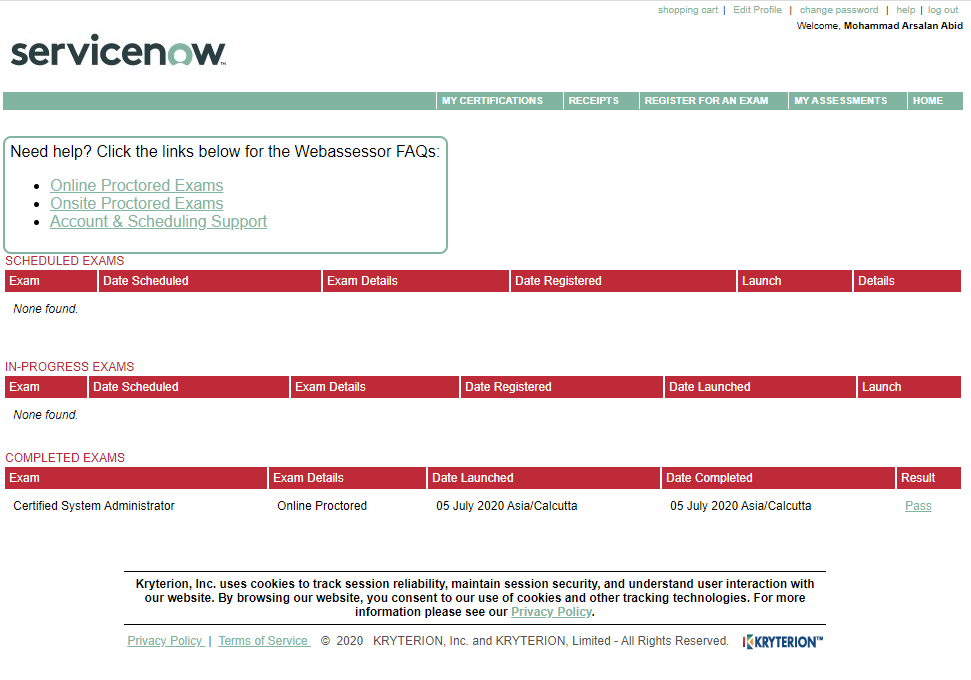 shopping cart | Edit Profile | change password | help | log out
Welcome, Mohammad Arsalan Abid
servicenow™
MY CERTIFICATIONS RECEIPTS REGISTER FOR AN EXAM MY ASSESSMENTS HOME
Need help? Click the links below for the Webassessor FAQs:
• Online Proctored Exams
• Onsite Proctored Exams
• Account & Scheduling Support
SCHEDULED EXAMS
Exam Date Scheduled Exam Details Date Registered Launch Details
None found.
IN-PROGRESS EXAMS
Exam Date Scheduled Exam Details Date Registered Date Launched Launch
None found.
COMPLETED EXAMS
Exam Exam Details Date Launched Date Completed Result
Certified System Administrator Online Proctored 05 July 2020 Asia/Calcutta 05 July 2020 Asia/Calcutta Pass
Kryterion, Inc. uses cookies to track session reliability, maintain session security, and understand user interaction with
our website. By browsing our website, you consent to our use of cookies and other tracking technologies. For more
information please see our Privacy Policy.
Privacy Policy | Terms of Service © 2020 KRYTERION, Inc. and KRYTERION, Limited - All Rights Reserved. KRYTERION™